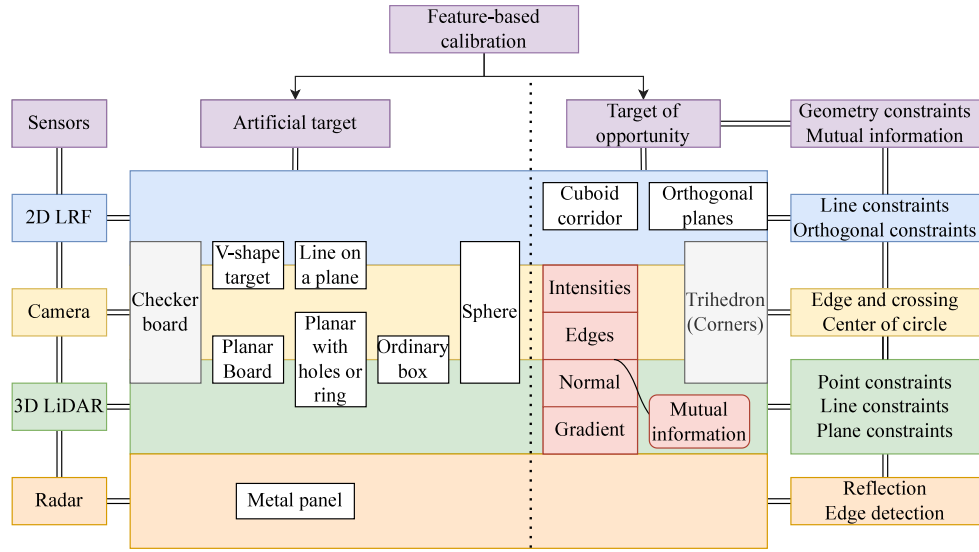 Feature-based
calibration
Sensors
Artificial target
Target of
opportunity
Geometry constraints
Mutual information
2D LRF
Cuboid
corridor
Orthogonal
planes
Line constraints
Orthogonal constraints
Camera
Checker
board
V-shape
target
Line on
a plane
Planar
Board
Planar
with
holes or
ring
Ordinary
box
Sphere
Intensities
Edges
Normal
Gradient
Mutual
information
Trihedron
(Corners)
Edge and crossing
Center of circle
3D LiDAR
Point constraints
Line constraints
Plane constraints
Radar
Metal panel
Reflection
Edge detection